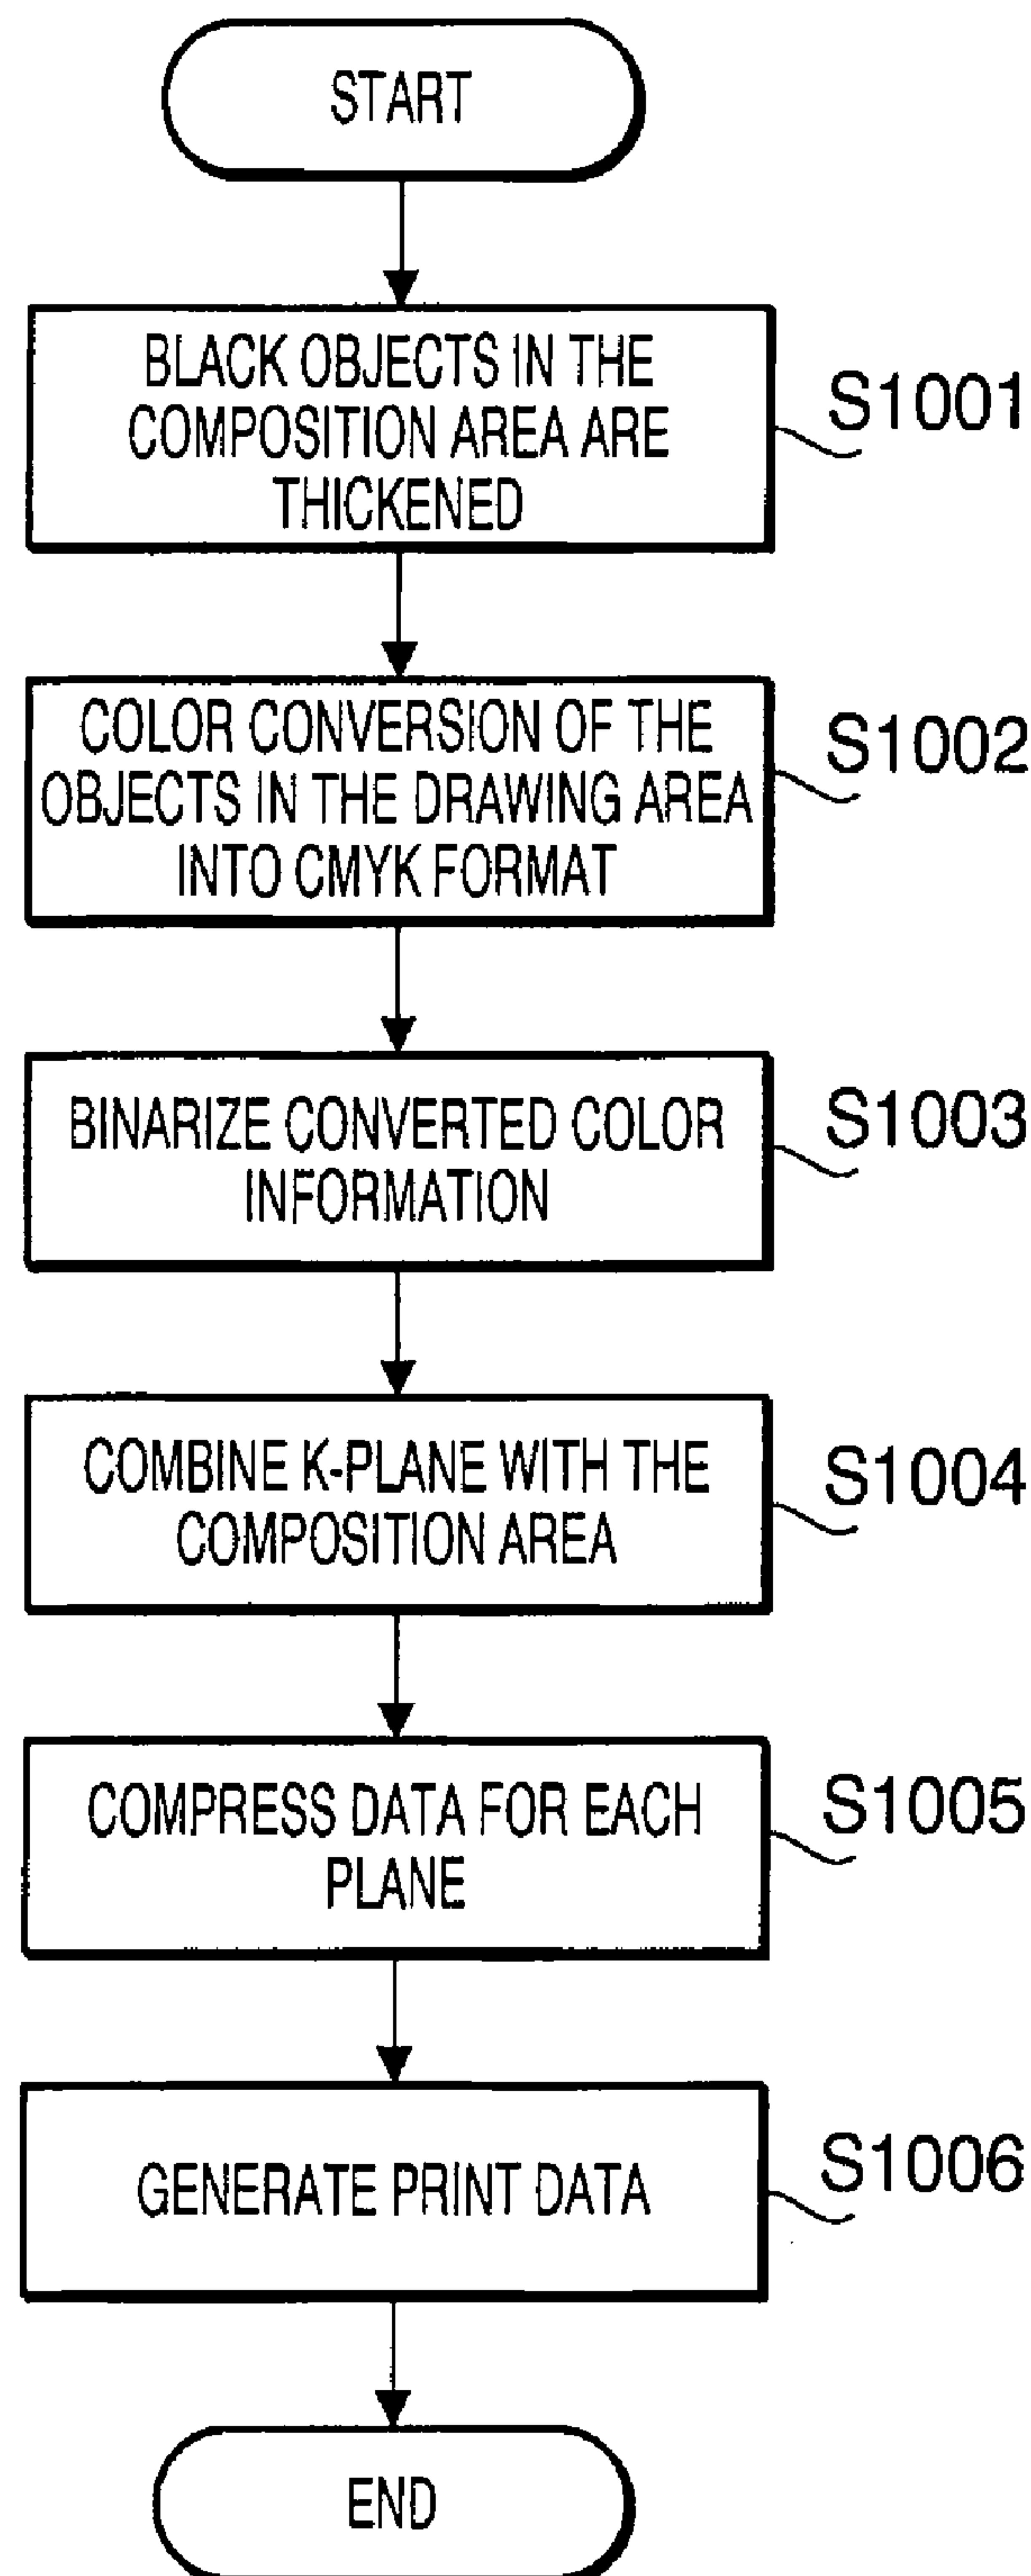 START
BLACK OBJECTS IN THE
COMPOSITION AREA ARE
THICKENED
S1001
COLOR CONVERSION OF THE
OBJECTS IN THE DRAWING AREA
INTO CMYK FORMAT
S1002
BINARIZE CONVERTED COLOR
INFORMATION
S1003
COMBINE K-PLANE WITH THE
COMPOSITION AREA
S1004
COMPRESS DATA FOR EACH
PLANE
S1005
GENERATE PRINT DATA
S1006
END